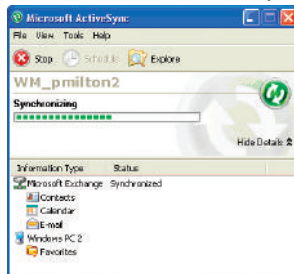 Microsoft ActiveSync
File View Tools Help
Stop Schedule Explore
WM_pmilton2
Synchronizing
Hide Details
Information Type Status
Microsoft Exchange Synchronized
Contacts
Calendar
E-mail
Windows PC 2
Favorites